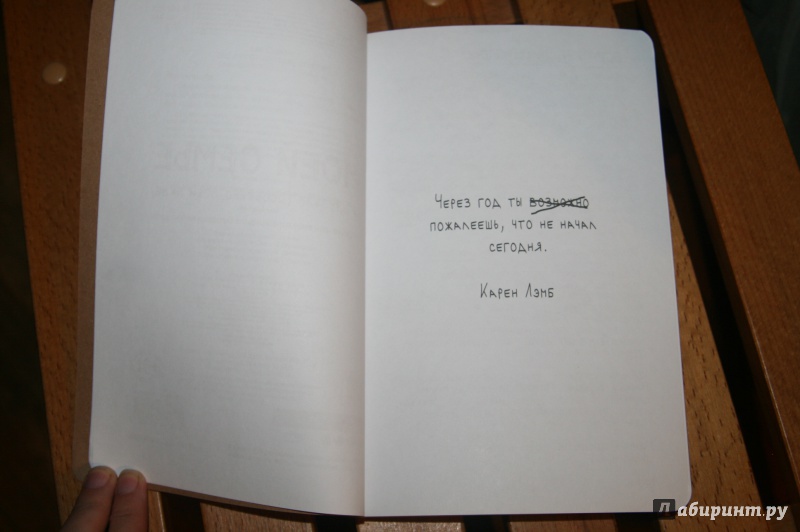 Через год ты возможно
пожалеешь, что не начал
сегодня.
Карен Лэмб
Лабиринт.ру